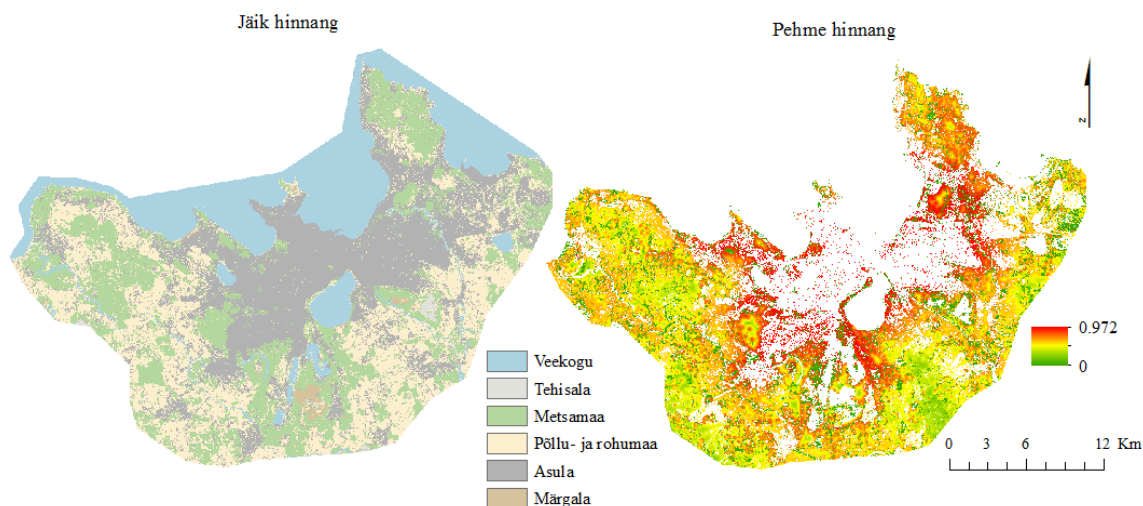 Jäik hinnang
Pehme hinnang
z
0.972
0
Veekogu
Tehisala
Metsamaa
Põllu- ja rohumaa
Asula
Märgala
0 3 6 12 Km